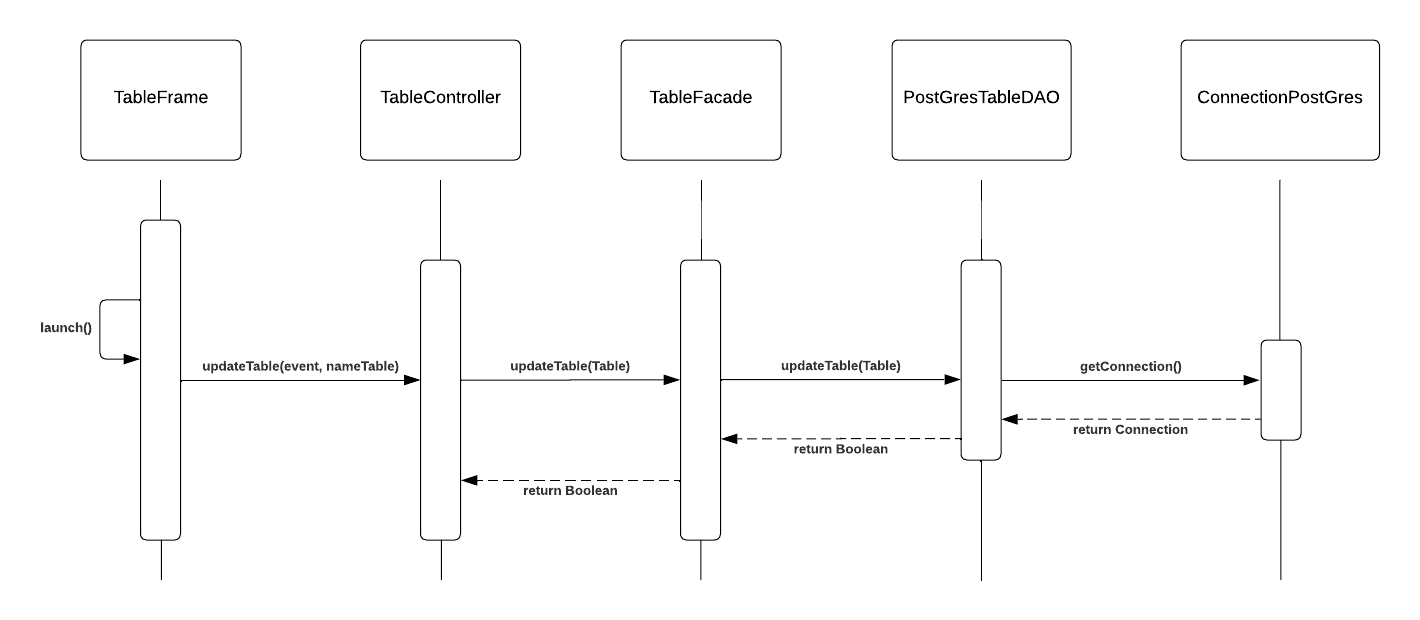 TableFrame
TableController
TableFacade
PostGresTableDAO
ConnectionPostGres
launch()
updateTable(event, nameTable)
updateTable(Table)
updateTable(Table)
getConnection()
return Connection
return Boolean
return Boolean